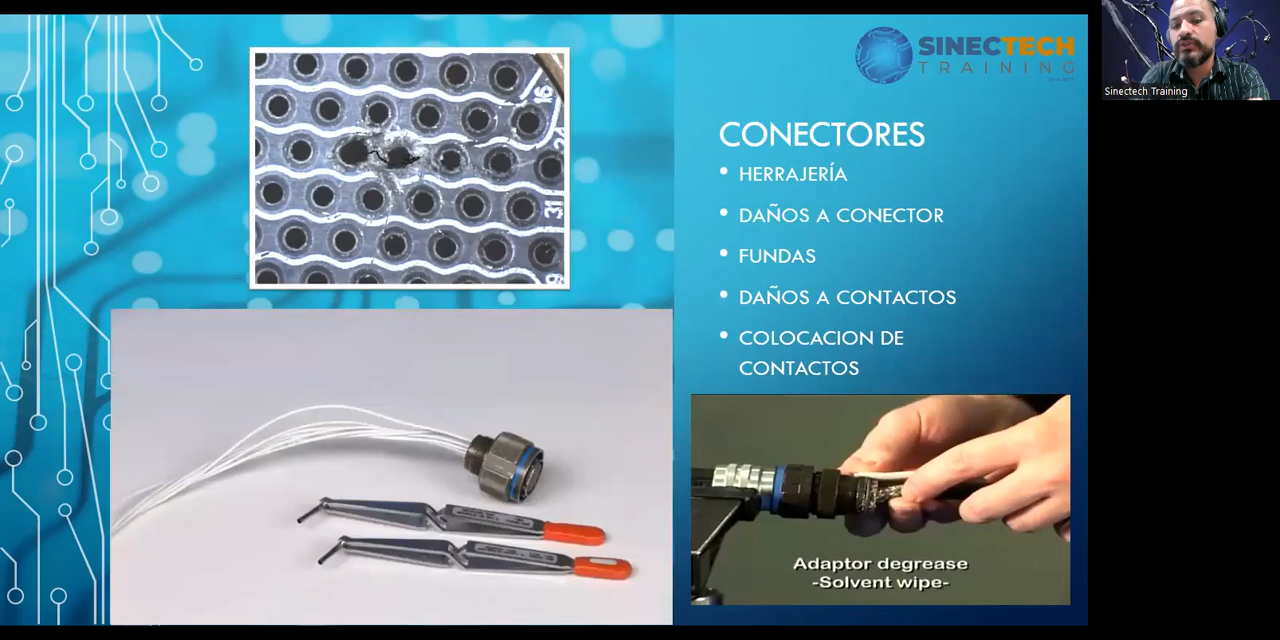 SINECTECH
TRAINING
Sinectech Training
CONECTORES
• HERRAJERÍA
• DAÑOS A CONECTOR
• FUNDAS
• DAÑOS A CONTACTOS
• COLOCACION DE
CONTACTOS
16
31
Adaptor degrease
-Solvent wipe-